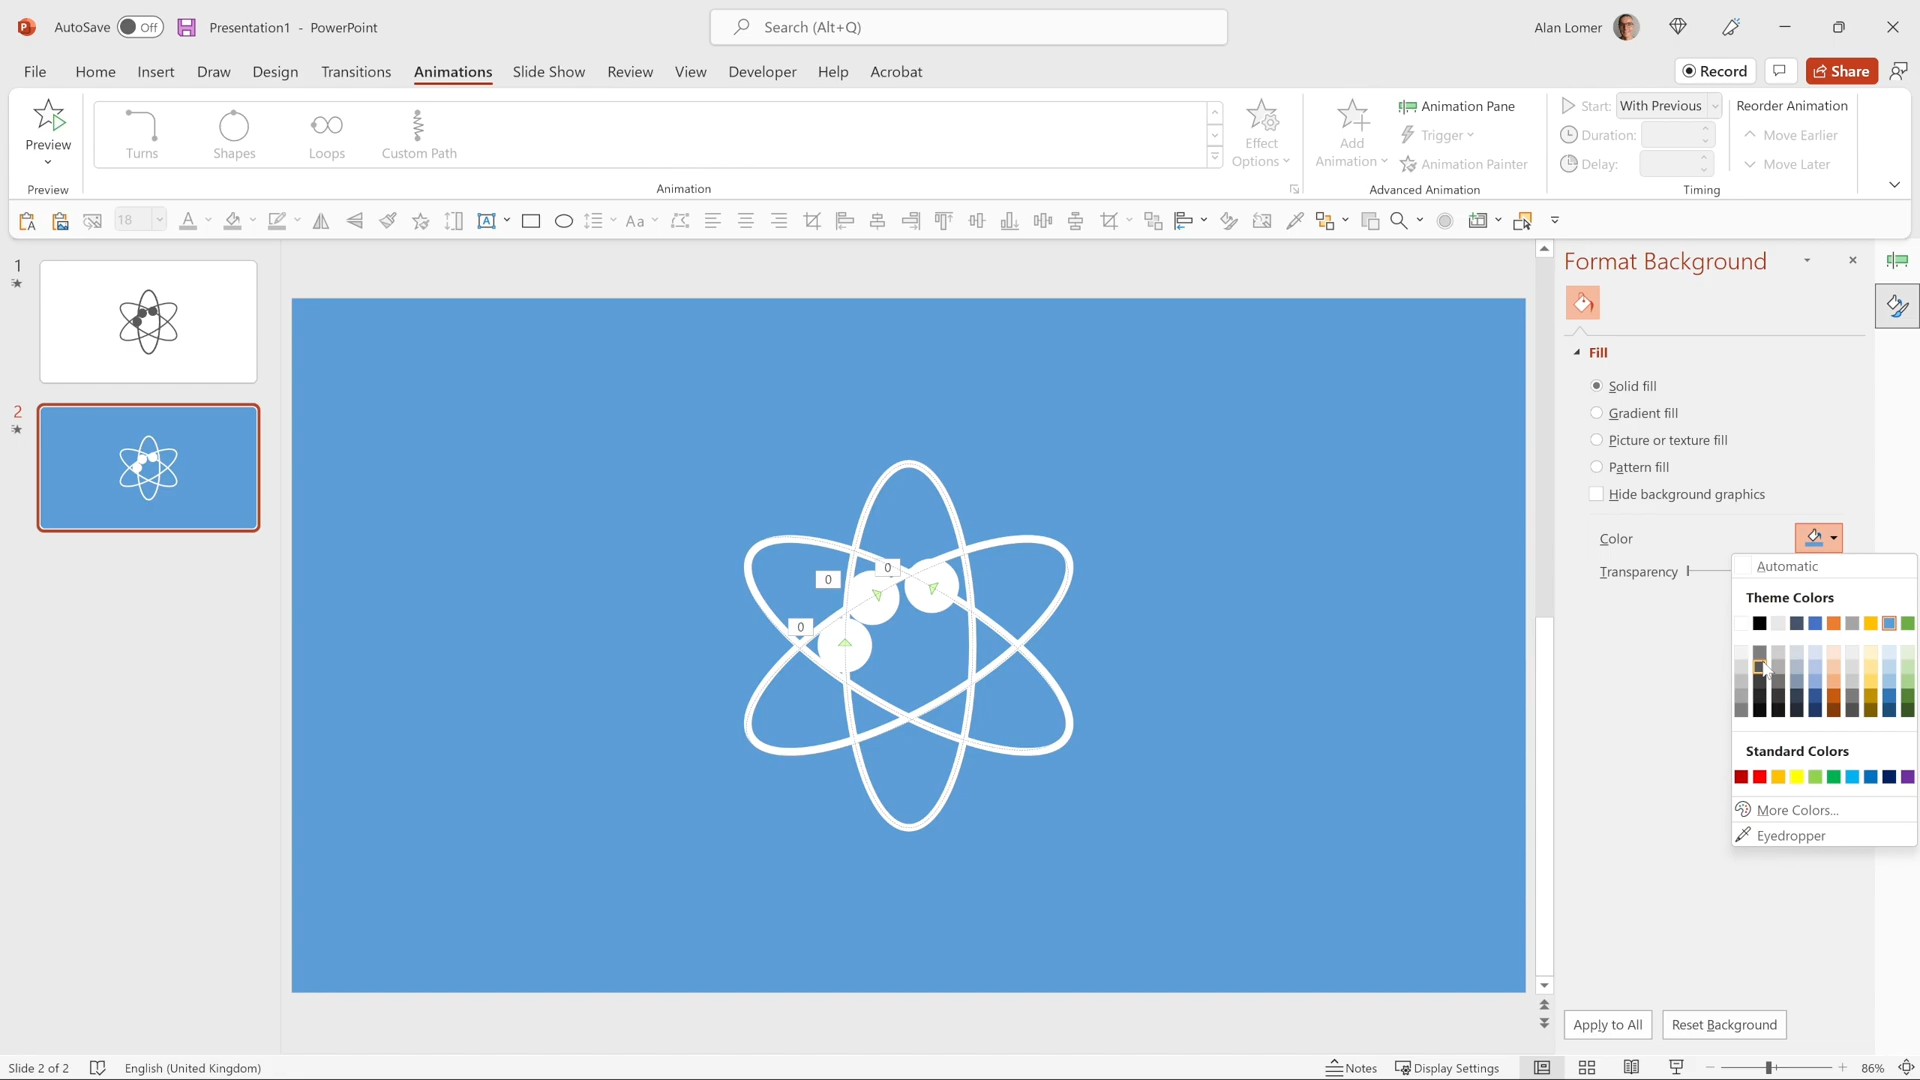 AutoSave Off Presentation1 - PowerPoint Search (Alt+Q) Alan Lomer
File Home Insert Draw Design Transitions Animations Slide Show Review View Developer Help Acrobat Record Share
Preview
Turns Shapes Loops Custom Path
Effect
Options
Add
Animation
Animation Pane
Trigger
Animation Painter
Start: With Previous
Duration:
Delay:
Reorder Animation
Move Earlier
Move Later
Preview Animation Advanced Animation Timing
18 Aa
1
2
0
0
0
Format Background
Fill
Solid fill
Gradient fill
Picture or texture fill
Pattern fill
Hide background graphics
Color
Transparency
Automatic
Theme Colors
Standard Colors
More Colors...
Eyedropper
Apply to All Reset Background
Slide 2 of 2 English (United Kingdom) Notes Display Settings 86%